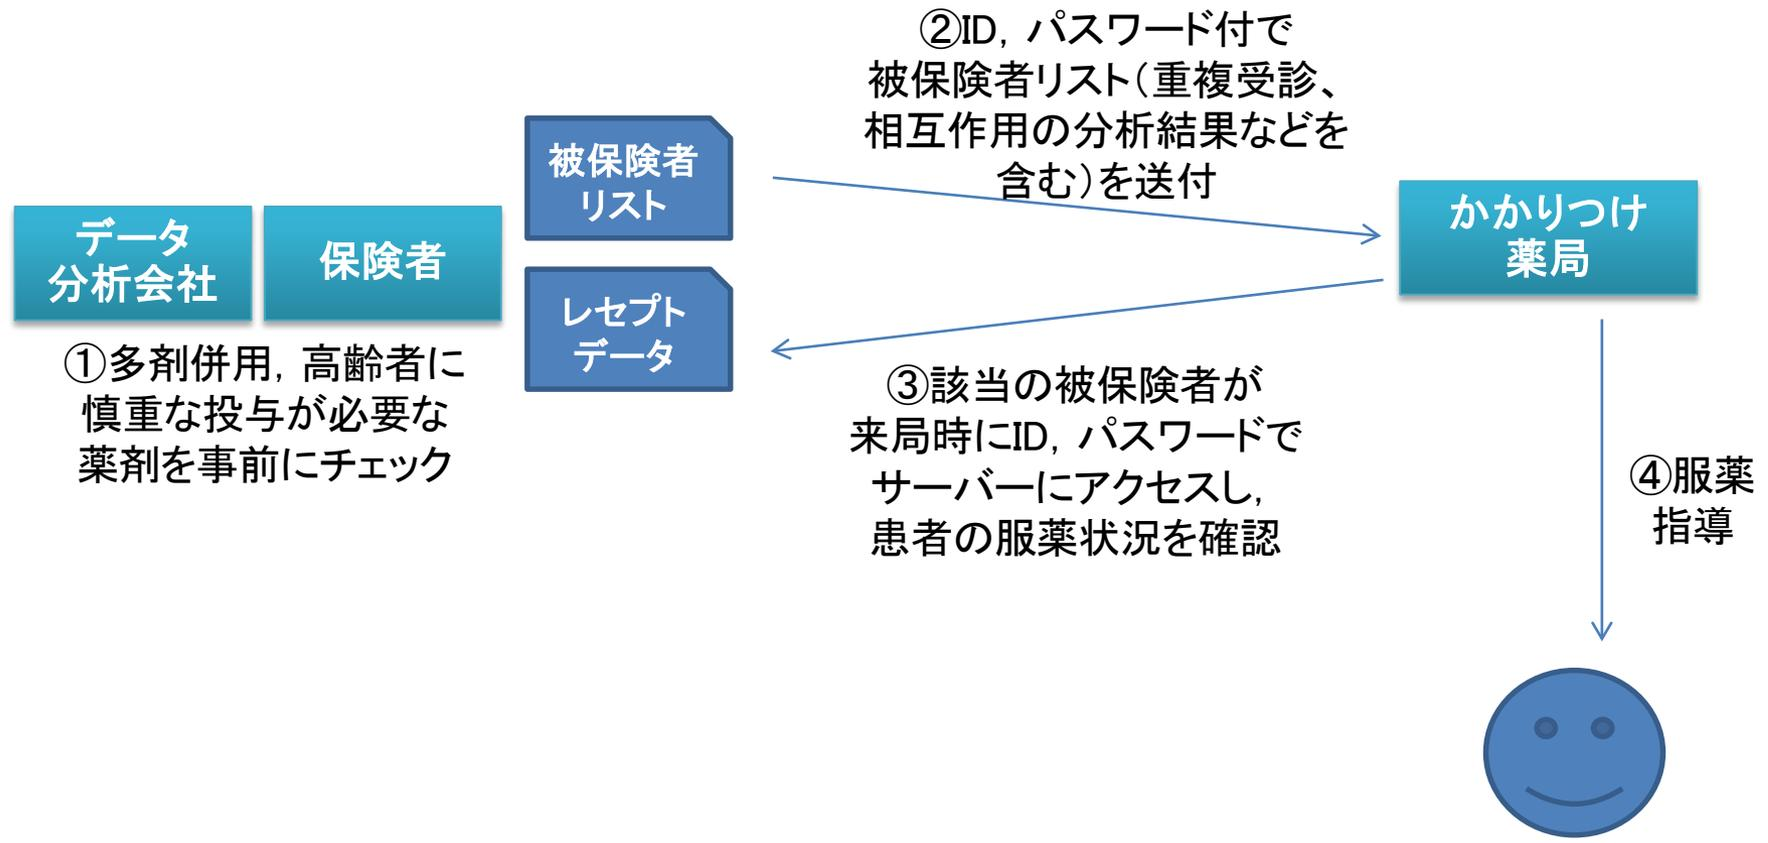 ②ID, パスワード付で
被保険者リスト(重複受診、
相互作用の分析結果などを
含む)を送付
被保険者
リスト
データ
分析会社
保険者
かかりつけ
薬局
レセプト
データ
①多剤併用, 高齢者に
慎重な投与が必要な
薬剤を事前にチェック
③該当の被保険者が
来局時にID, パスワードで
サーバーにアクセスし,
患者の服薬状況を確認
④服薬
指導